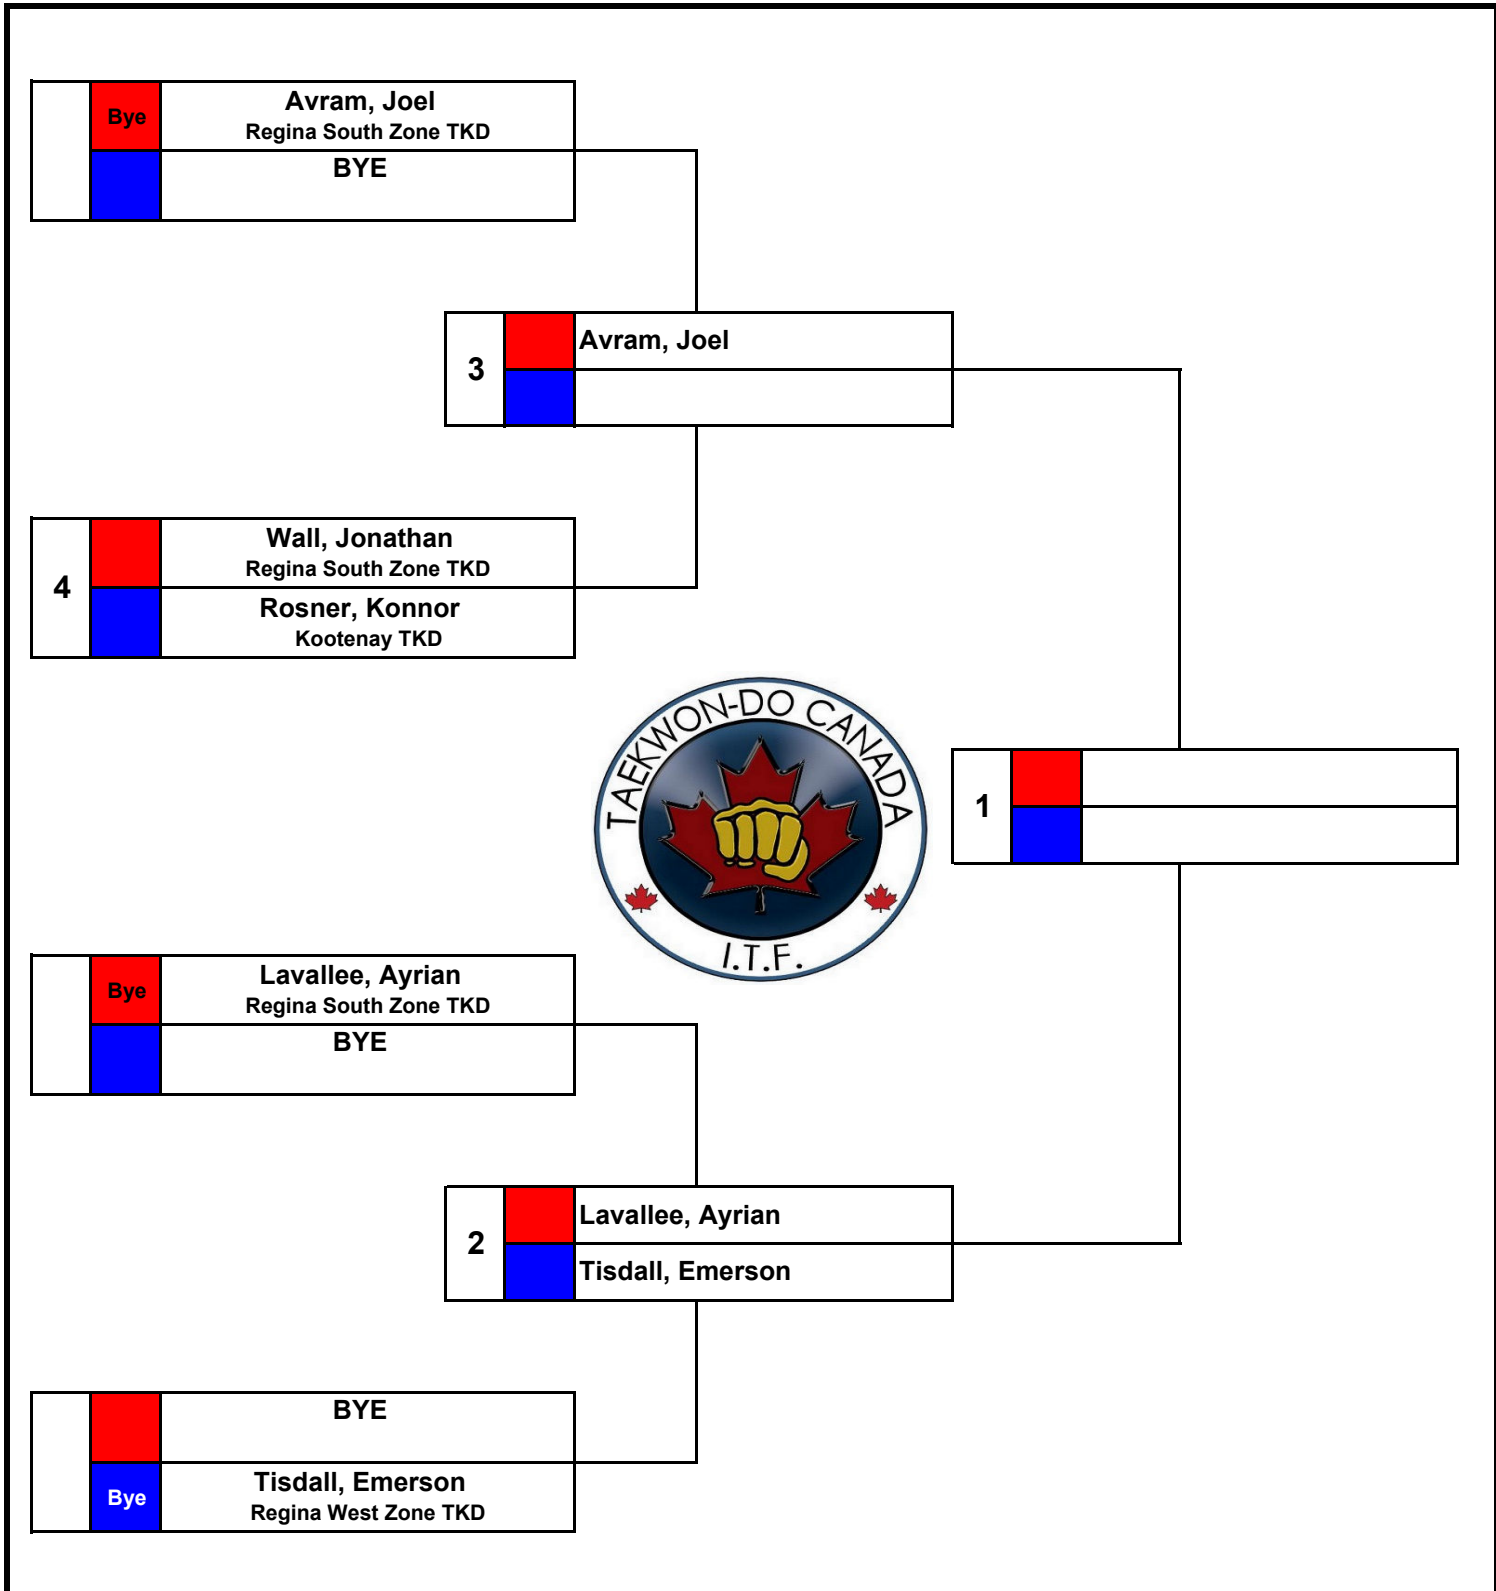 Bye
Avram, Joel
Regina South Zone TKD
BYE
3
Avram, Joel
4
Wall, Jonathan
Regina South Zone TKD
Rosner, Konnor
Kootenay TKD
TAEKWON-DO CANADA
I.T.F.
1
Bye
Lavallee, Ayrian
Regina South Zone TKD
BYE
2
Lavallee, Ayrian
Tisdall, Emerson
BYE
Bye
Tisdall, Emerson
Regina West Zone TKD